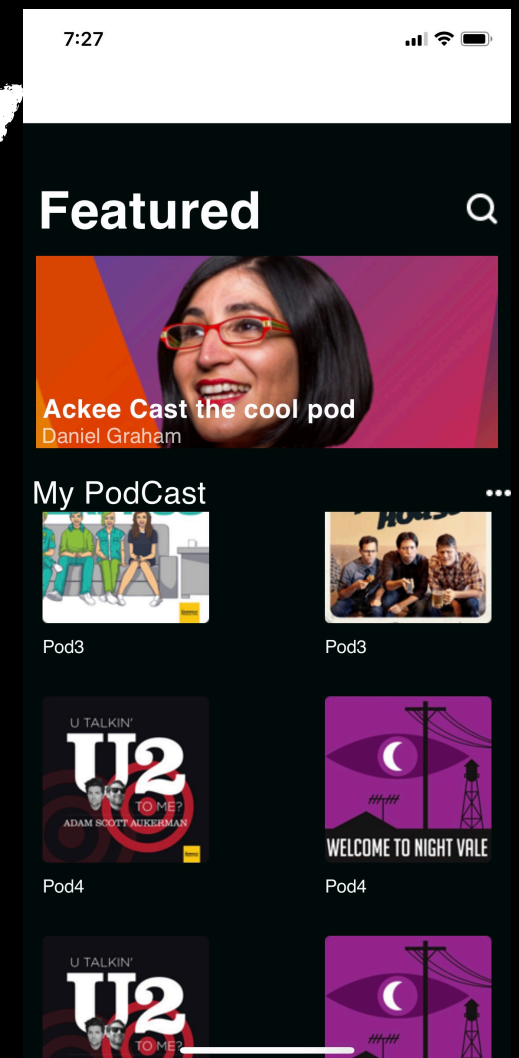 7:27
Featured
Ackee Cast the cool pod
Daniel Graham
My PodCast
HOUSE
Pod3
Pod3
U TALKIN'
U2
TO ME?
ADAM SCOTT AUKERMAN
WELCOME TO NIGHT VALE
Pod4
Pod4
U TALKIN'
U2
TO ME?